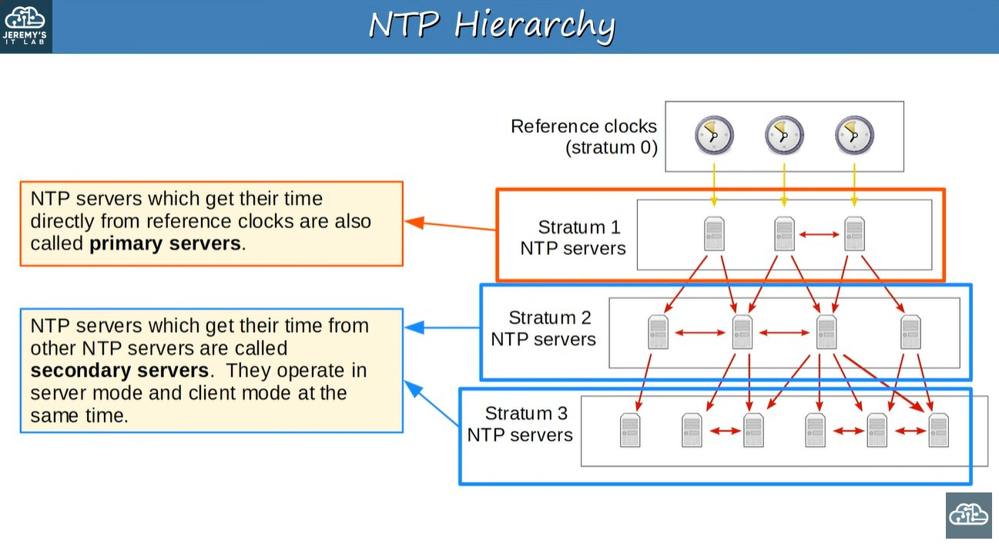 JEREMY'S
IT LAB
NTP Hierarchy
Reference clocks
(stratum 0)
NTP servers which get their time
directly from reference clocks are also
called primary servers.
Stratum 1
NTP servers
NTP servers which get their time from
other NTP servers are called
secondary servers.  They operate in
server mode and client mode at the
same time.
Stratum 2
NTP servers
Stratum 3
NTP servers